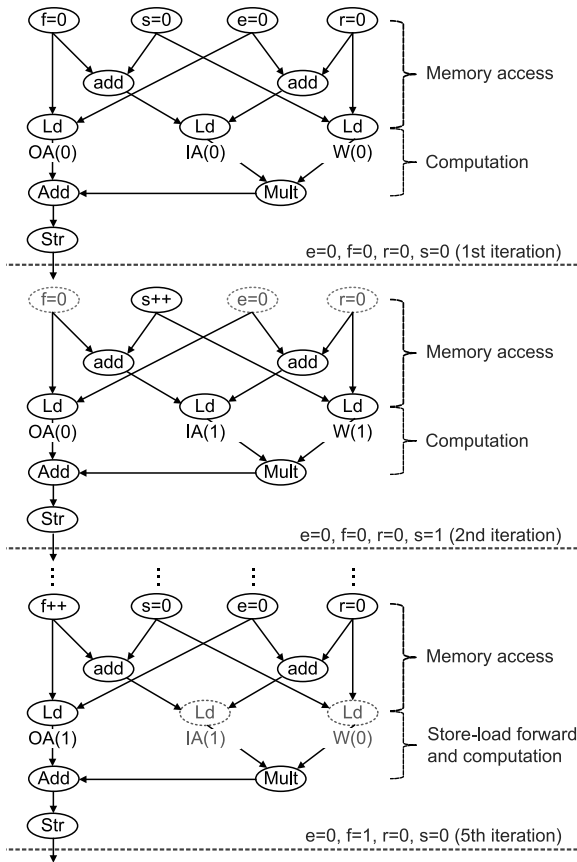 f=0 s=0 e=0 r=0
add add
Memory access
Ld Ld Ld
OA(0) IA(0) W(0)
Computation
Add Mult
Str
e=0, f=0, r=0, s=0 (1st iteration)
f=0 s++ e=0 r=0
add add
Memory access
Ld Ld Ld
OA(0) IA(1) W(1)
Computation
Add Mult
Str
e=0, f=0, r=0, s=1 (2nd iteration)
f++ s=0 e=0 r=0
add add
Memory access
Ld Ld Ld
OA(1) IA(1) W(0)
Store-load forward
and computation
Add Mult
Str
e=0, f=1, r=0, s=0 (5th iteration)